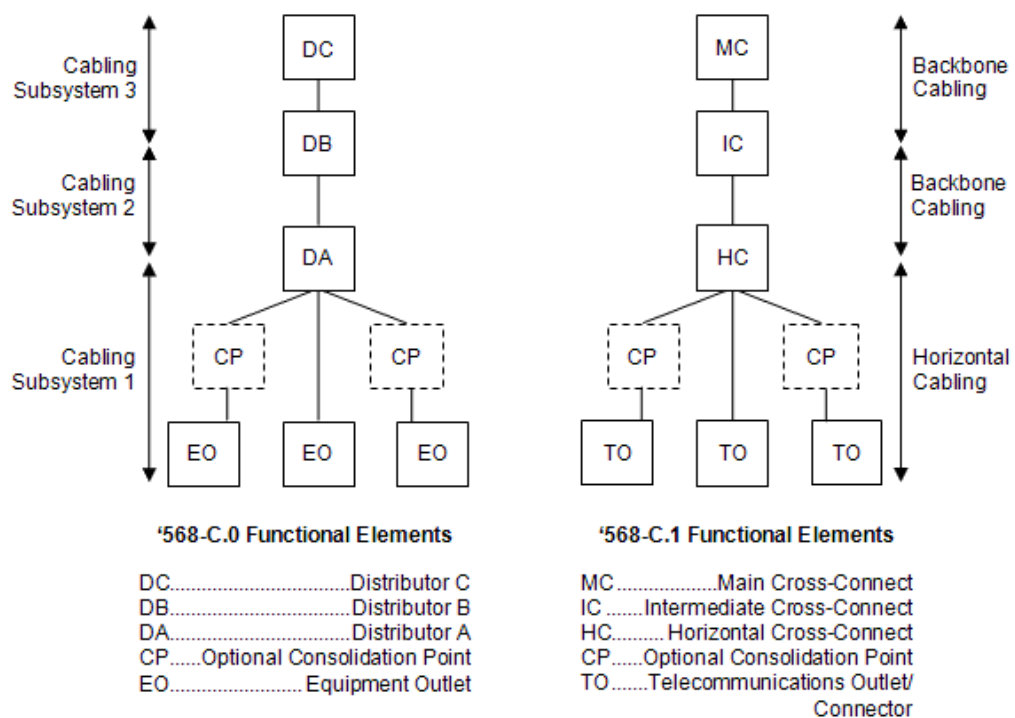 Cabling
Subsystem 3
Cabling
Subsystem 2
Cabling
Subsystem 1
DC
DB
DA
CP
CP
EO
EO
EO
MC
IC
HC
CP
CP
TO
TO
TO
Backbone
Cabling
Backbone
Cabling
Horizontal
Cabling
‘568-C.0 Functional Elements
DC..............................Distributor C
DB..............................Distributor B
DA..............................Distributor A
CP......Optional Consolidation Point
EO......................Equipment Outlet
‘568-C.1 Functional Elements
MC.................Main Cross-Connect
IC ......Intermediate Cross-Connect
HC.........Horizontal Cross-Connect
CP......Optional Consolidation Point
TO.......Telecommunications Outlet/
Connector